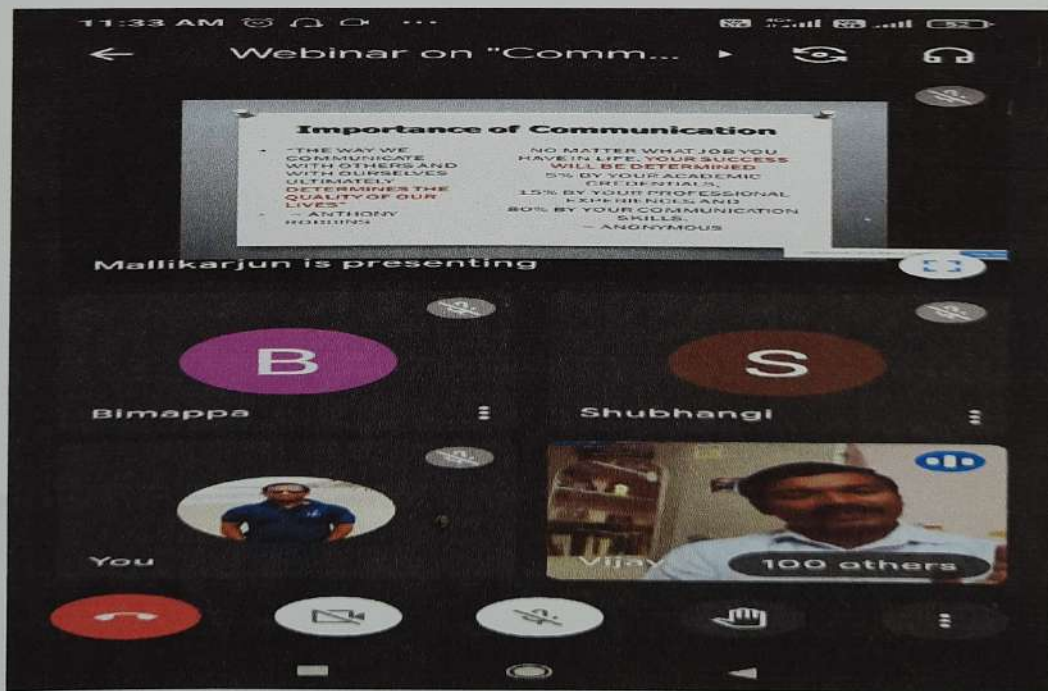 11:33 AM
Webinar on "Comm...
Importance of Communication
"THE WAY WE
COMMUNICATE
WITH OTHERS AND
WITH OURSELVES
ULTIMATELY
DETERMINES THE
QUALITY OF OUR
LIVES"
– ANTHONY
ROBBINS
NO MATTER WHAT JOB YOU
HAVE IN LIFE, YOUR SUCCESS
WILL BE DETERMINED
5% BY YOUR ACADEMIC
CREDENTIALS,
15% BY YOUR PROFESSIONAL
EXPERIENCES AND
80% BY YOUR COMMUNICATION
SKILLS.
– ANONYMOUS
Mallikarjun is presenting
B
S
Bimappa
Shubhangi
You
Vijay
100 others